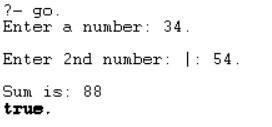 ?- go.
Enter a number: 34.
Enter 2nd number: |: 54.
Sum is: 88
true.